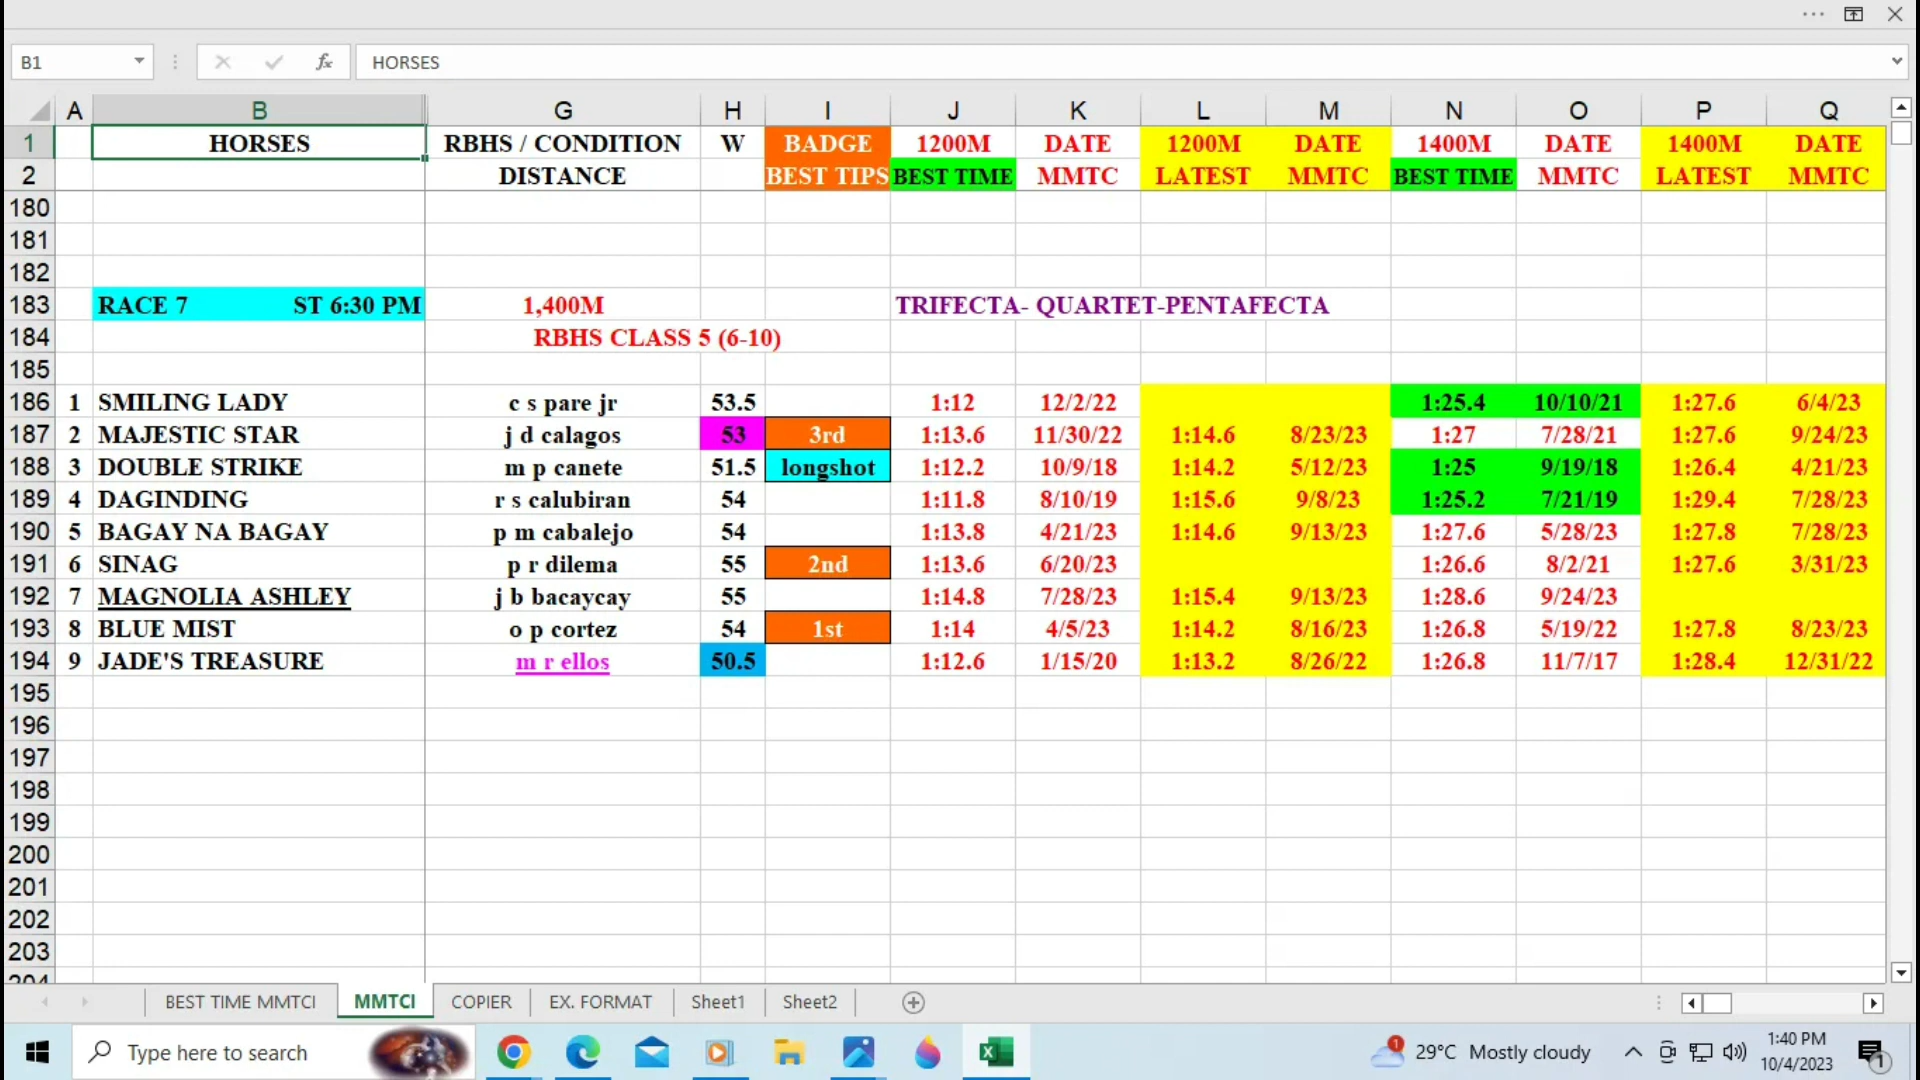 B1 fx HORSES
A B G H I J K L M N O P Q
1 HORSES RBHS / CONDITION W BADGE 1200M DATE 1200M DATE 1400M DATE 1400M DATE
2 DISTANCE BEST TIPS BEST TIME MMTC LATEST MMTC BEST TIME MMTC LATEST MMTC
180
181
182
183 RACE 7 ST 6:30 PM 1,400M TRIFECTA- QUARTET-PENTAFECTA
184 RBHS CLASS 5 (6-10)
185
186 1 SMILING LADY c s pare jr 53.5 1:12 12/2/22 1:25.4 10/10/21 1:27.6 6/4/23
187 2 MAJESTIC STAR j d calagos 53 3rd 1:13.6 11/30/22 1:14.6 8/23/23 1:27 7/28/21 1:27.6 9/24/23
188 3 DOUBLE STRIKE m p canete 51.5 longshot 1:12.2 10/9/18 1:14.2 5/12/23 1:25 9/19/18 1:26.4 4/21/23
189 4 DAGINDING r s calubiran 54 1:11.8 8/10/19 1:15.6 9/8/23 1:25.2 7/21/19 1:29.4 7/28/23
190 5 BAGAY NA BAGAY p m cabalejo 54 1:13.8 4/21/23 1:14.6 9/13/23 1:27.6 5/28/23 1:27.8 7/28/23
191 6 SINAG p r dilema 55 2nd 1:13.6 6/20/23 1:26.6 8/2/21 1:27.6 3/31/23
192 7 MAGNOLIA ASHLEY j b bacaycay 55 1:14.8 7/28/23 1:15.4 9/13/23 1:28.6 9/24/23
193 8 BLUE MIST o p cortez 54 1st 1:14 4/5/23 1:14.2 8/16/23 1:26.8 5/19/22 1:27.8 8/23/23
194 9 JADE'S TREASURE m r ellos 50.5 1:12.6 1/15/20 1:13.2 8/26/22 1:26.8 11/7/17 1:28.4 12/31/22
195
196
197
198
199
200
201
202
203
204
BEST TIME MMTCI MMTCI COPIER EX. FORMAT Sheet1 Sheet2
Type here to search 1 29°C Mostly cloudy 1:40 PM
10/4/2023 1